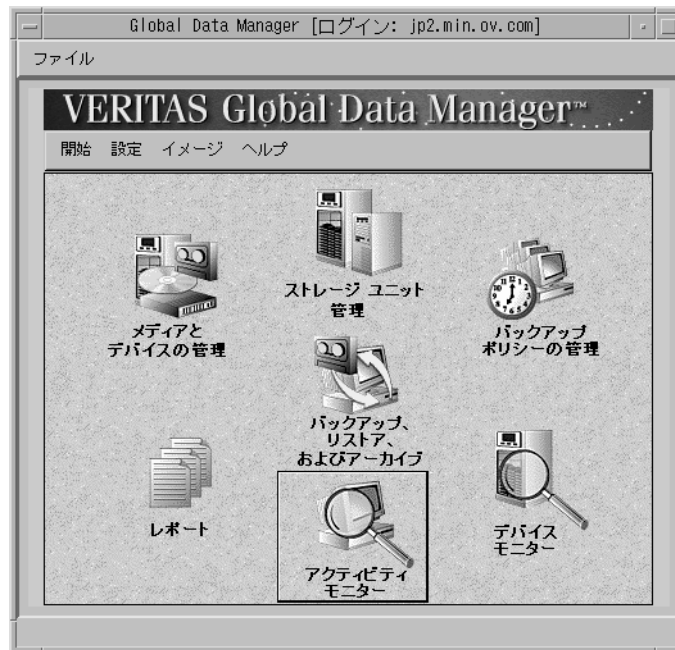 Global Data Manager [ログイン: jp2.min.ov.com]
ファイル
VERITAS Global Data Manager™
開始 設定 イメージ ヘルプ
ストレージ ユニット
管理
メディアと
デバイスの管理
バックアップ
ポリシーの管理
バックアップ、
リストア、
およびアーカイブ
レポート
デバイス
モニター
アクティビティ
モニター